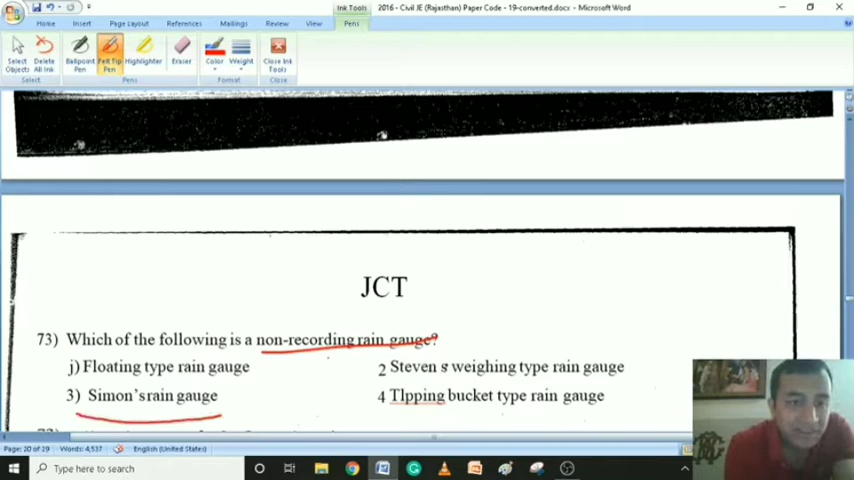 Ink Tools
2016 - Civil JE (Rajasthan) Paper Code - 19-converted.docx - Microsoft Word
Home Insert Page Layout References Mailings Review View Pens
Select Objects
Delete All Ink
Ballpoint Pen
Felt Tip Pen
Highlighter
Eraser
Color
Weight
Close Ink Tools
Select Pens Format Close
JCT
73) Which of the following is a non-recording rain gauge?
j) Floating type rain gauge 2 Steven s weighing type rain gauge
3) Simon's rain gauge 4 Tlpping bucket type rain gauge
Page: 20 of 29 Words: 4,537 English (United States)
Type here to search